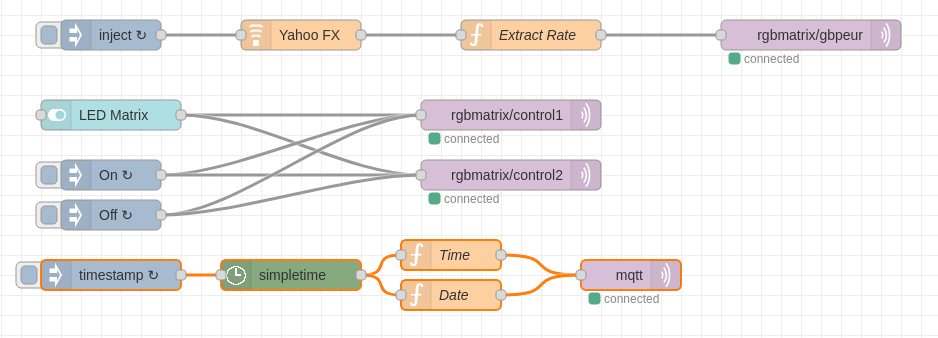 inject ↻
Yahoo FX
Extract Rate
rgbmatrix/gbpeur
connected
LED Matrix
rgbmatrix/control1
connected
On ↻
rgbmatrix/control2
connected
Off ↻
timestamp ↻
simpletime
Time
Date
mqtt
connected